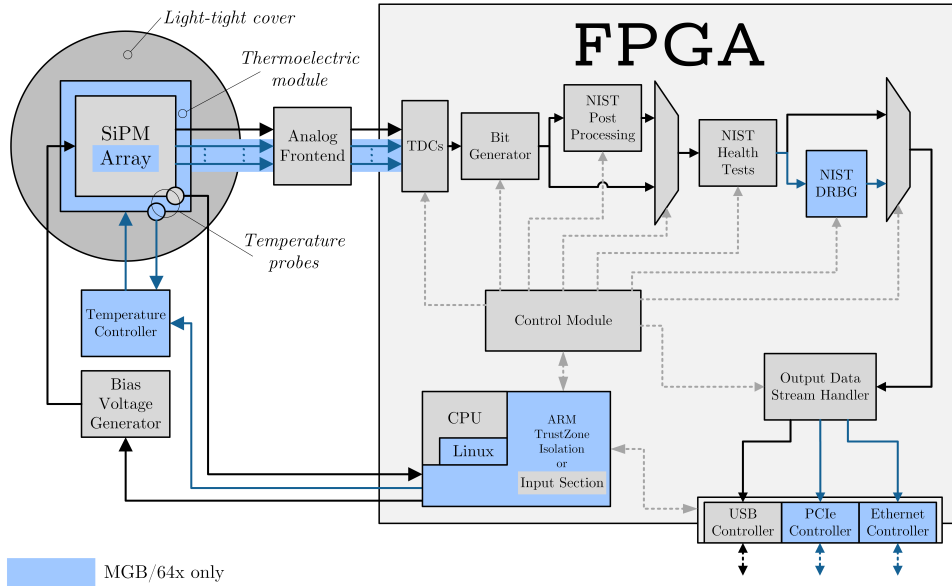 Light-tight cover
FPGA
Thermoelectric
module
SiPM
Array
Analog
Frontend
TDCs
Bit
Generator
NIST
Post
Processing
NIST
Health
Tests
NIST
DRBG
Temperature
probes
Temperature
Controller
Control Module
Bias
Voltage
Generator
CPU
Linux
ARM
TrustZone
Isolation
or
Input Section
Output Data
Stream Handler
USB
Controller
PCIe
Controller
Ethernet
Controller
MGB/64x only